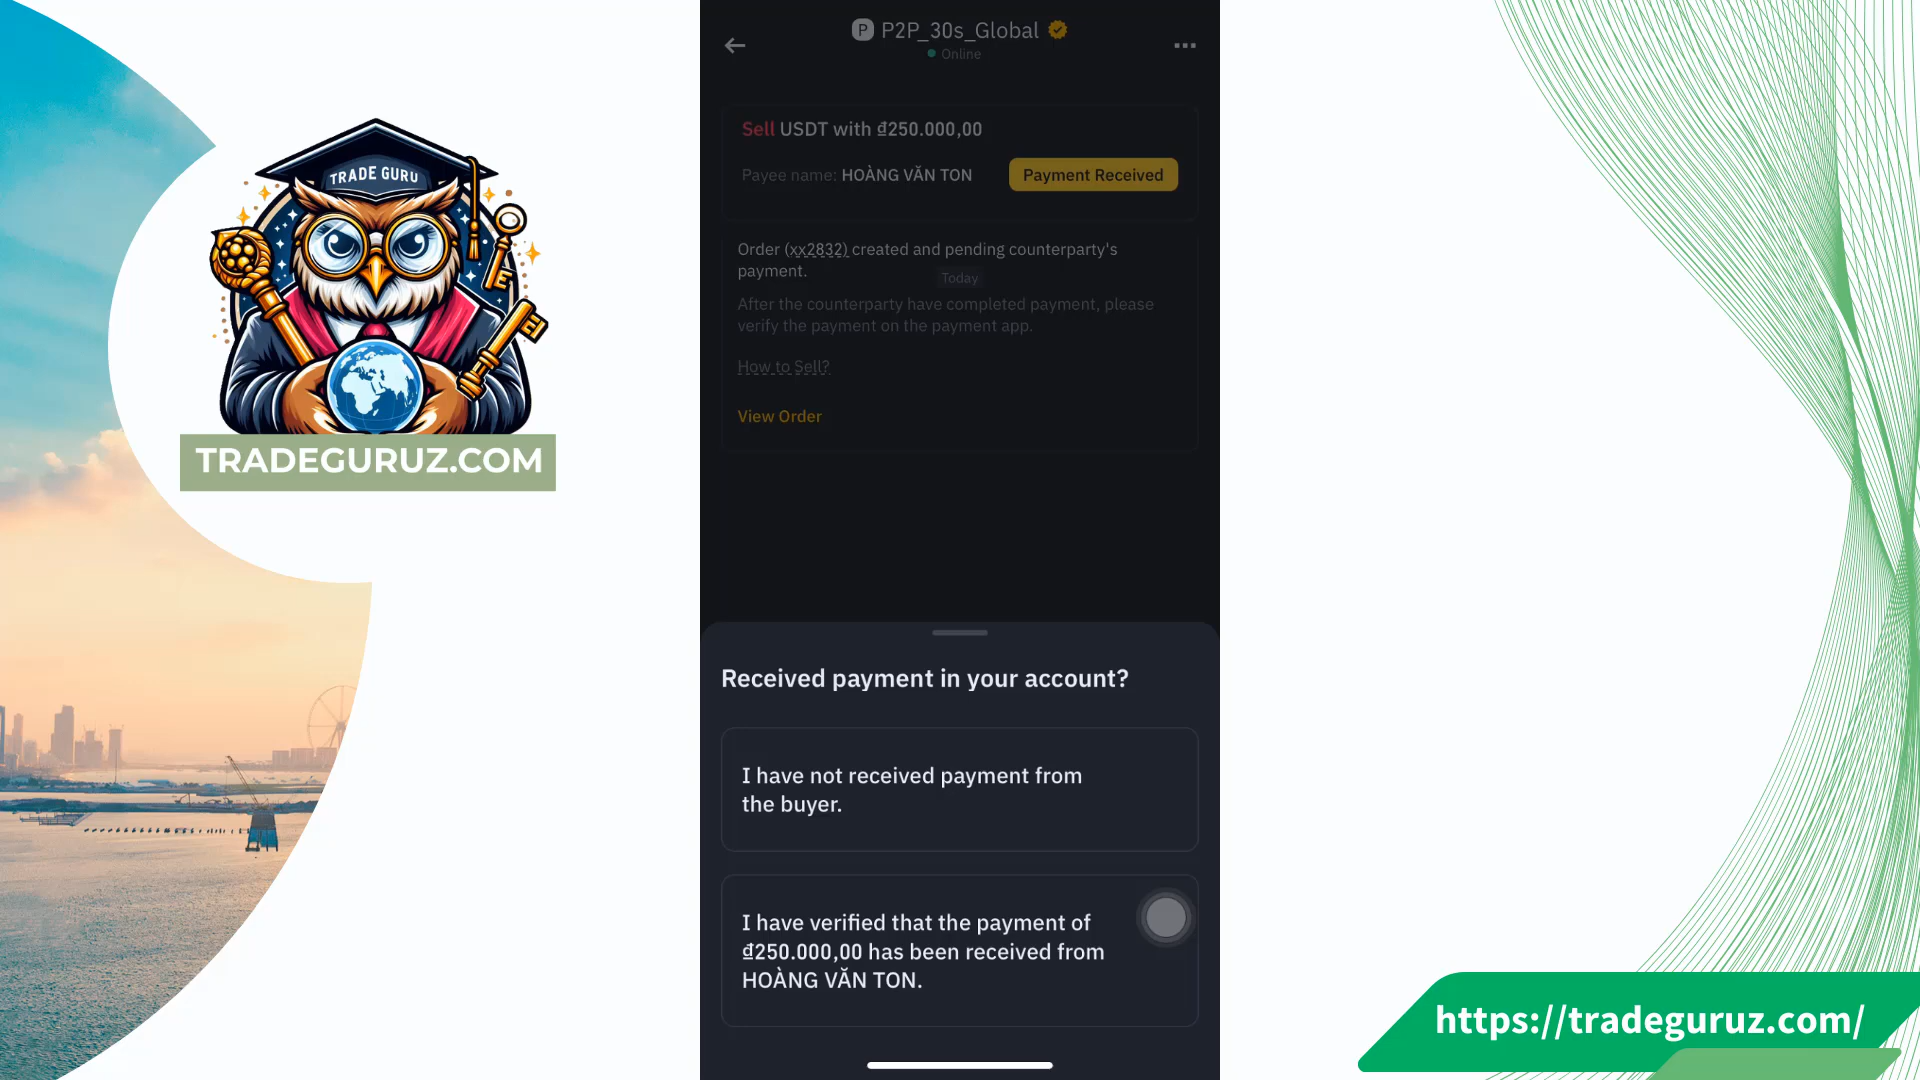 P P2P_30s_Global
Online
Sell USDT with ₫250.000,00
Payee name: HOÀNG VĂN TON
Payment Received
Order (xx2832) created and pending counterparty's
payment.
Today
After the counterparty have completed payment, please
verify the payment on the payment app.
How to Sell?
View Order
Received payment in your account?
I have not received payment from
the buyer.
I have verified that the payment of
₫250.000,00 has been received from
HOÀNG VĂN TON.
TRADE GURU
TRADEGURUZ.COM
https://tradeguruz.com/